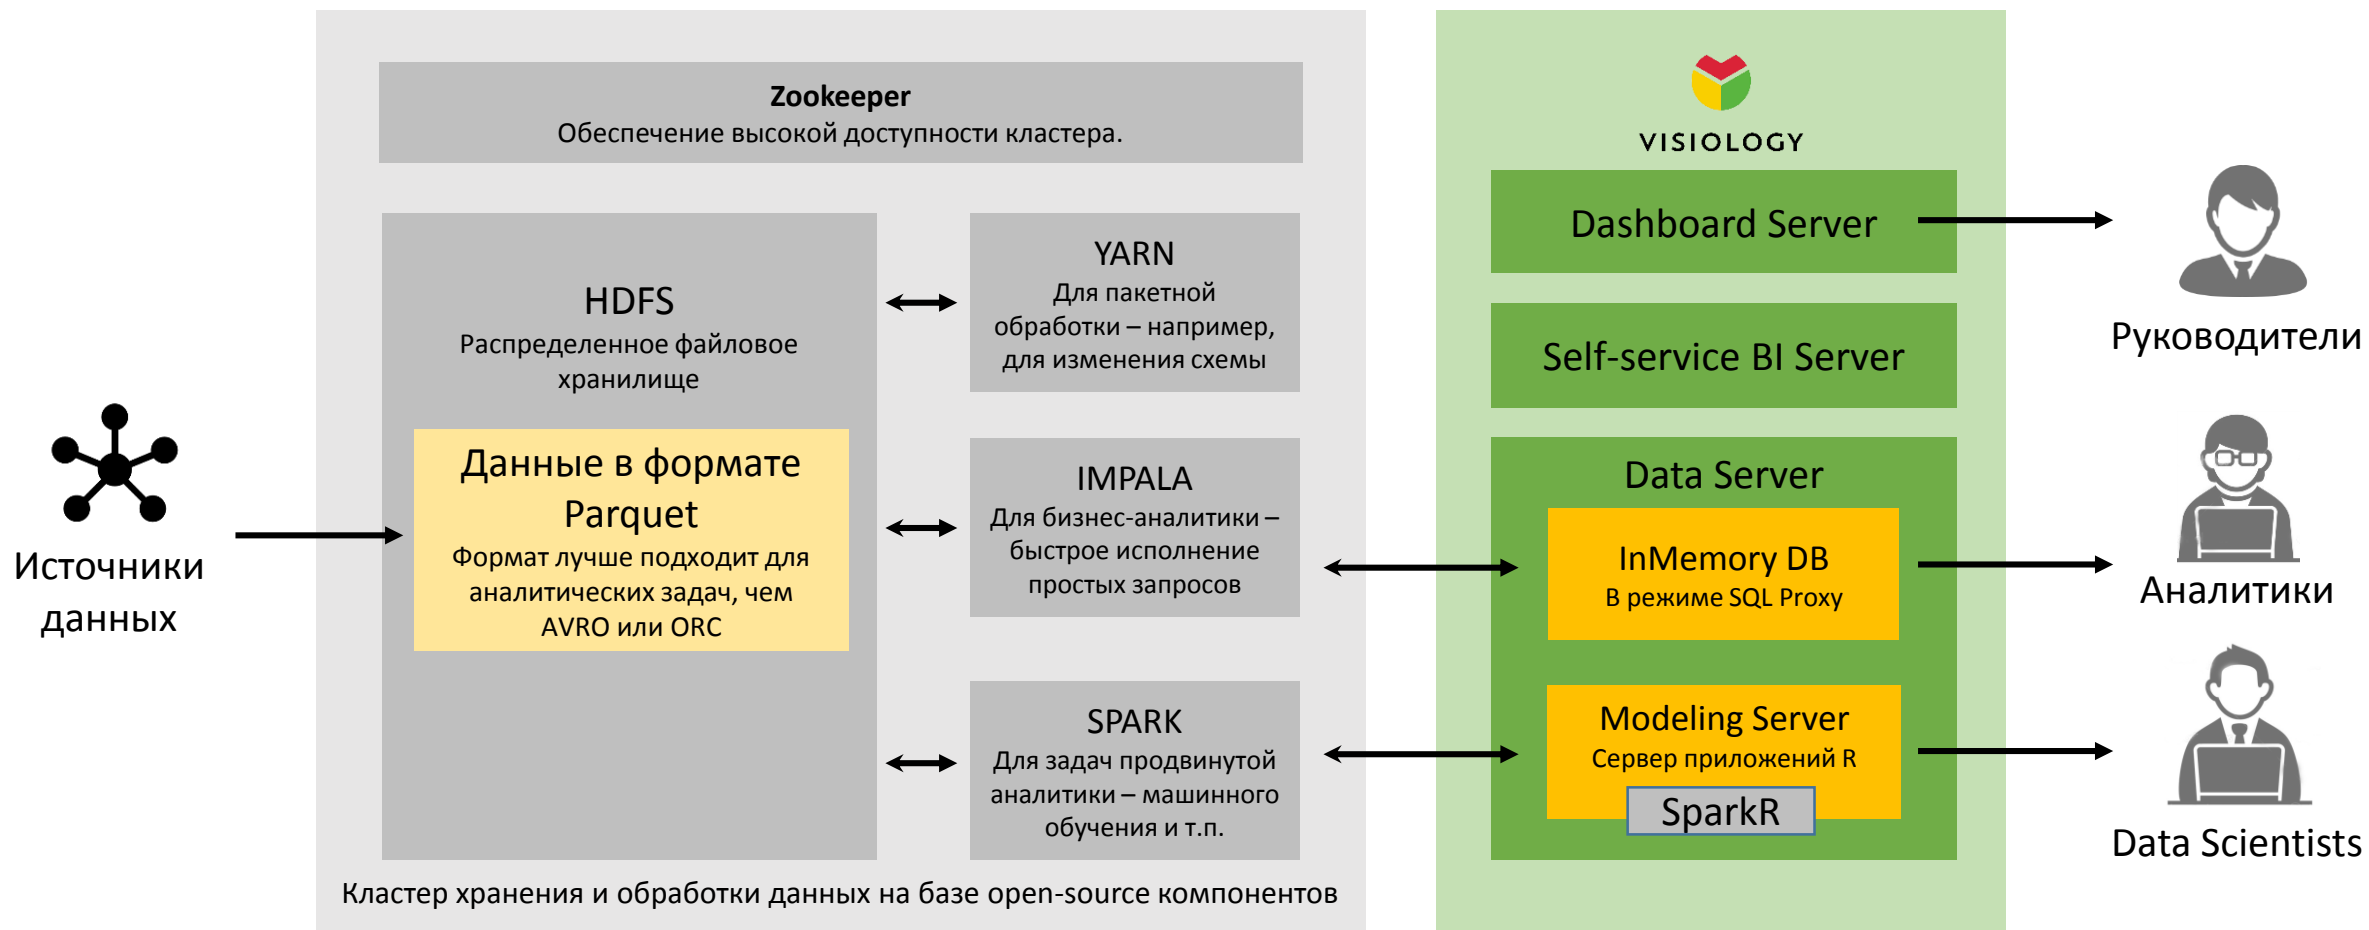 Источники
данных
Zookeeper
Обеспечение высокой доступности кластера.
HDFS
Распределенное файловое
хранилище
Данные в формате
Parquet
Формат лучше подходит для
аналитических задач, чем
AVRO или ORC
YARN
Для пакетной
обработки – например,
для изменения схемы
IMPALA
Для бизнес-аналитики –
быстрое исполнение
простых запросов
SPARK
Для задач продвинутой
аналитики – машинного
обучения и т.п.
Кластер хранения и обработки данных на базе open-source компонентов
VISIOLOGY
Dashboard Server
Self-service BI Server
Data Server
InMemory DB
В режиме SQL Proxy
Modeling Server
Сервер приложений R
SparkR
Руководители
Аналитики
Data Scientists